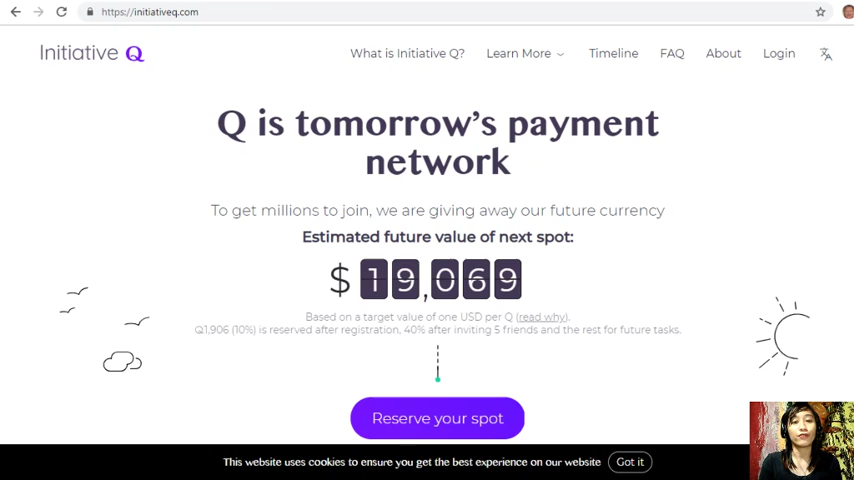 https://initiativeq.com
Initiative Q
What is Initiative Q? Learn More Timeline FAQ About Login
Q is tomorrow's payment
network
To get millions to join, we are giving away our future currency
Estimated future value of next spot:
$ 19,069
Based on a target value of one USD per Q (read why).
Q1,906 (10%) is reserved after registration, 40% after inviting 5 friends and the rest for future tasks.
Reserve your spot
This website uses cookies to ensure you get the best experience on our website Got it